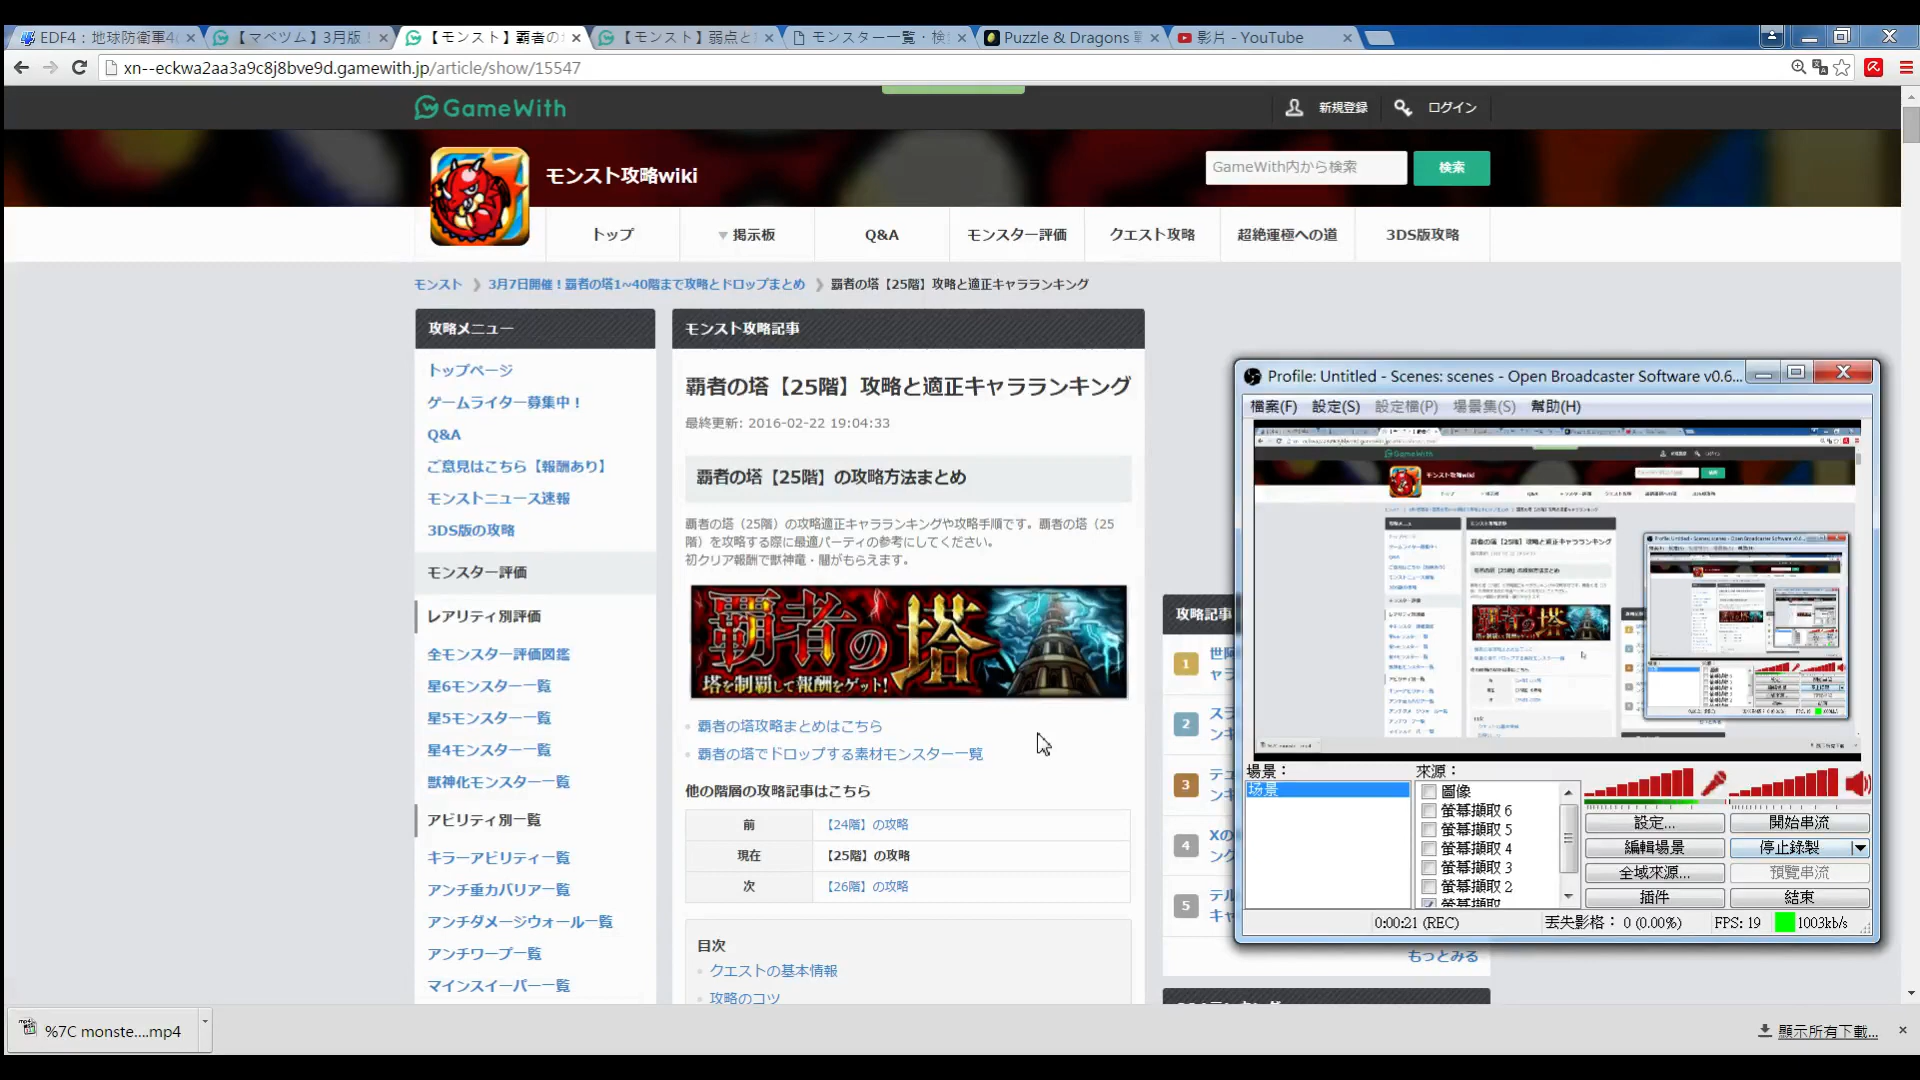 EDF4：地球防衛軍4の
【マベツム】3月版！
【モンスト】覇者の
【モンスト】弱点と
モンスター一覧・検
Puzzle & Dragons
影片 - YouTube
xn--eckwa2aa3a9c8j8bve9d.gamewith.jp/article/show/15547
GameWith
新規登録
ログイン
モンスト攻略wiki
GameWith内から検索
検索
トップ
掲示板
Q&A
モンスター評価
クエスト攻略
超絶運極への道
3DS版攻略
モンスト 》 3月7日開催！覇者の塔1~40階まで攻略とドロップまとめ 》 覇者の塔【25階】攻略と適正キャラランキング
攻略メニュー
トップページ
ゲームライター募集中！
Q&A
ご意見はこちら【報酬あり】
モンストニュース速報
3DS版の攻略
モンスター評価
レアリティ別評価
全モンスター評価図鑑
星6モンスター一覧
星5モンスター一覧
星4モンスター一覧
獣神化モンスター一覧
アビリティ別一覧
キラーアビリティ一覧
アンチ重力バリア一覧
アンチダメージウォール一覧
アンチワープ一覧
マインスイーパー一覧
モンスト攻略記事
覇者の塔【25階】攻略と適正キャラランキング
最終更新: 2016-02-22 19:04:33
覇者の塔【25階】の攻略方法まとめ
覇者の塔（25階）の攻略適正キャラランキングや攻略手順です。覇者の塔（25
階）を攻略する際に最適パーティの参考にしてください。
初クリア報酬で獣神竜・闇がもらえます。
覇者の塔
塔を制覇して報酬をゲット！
覇者の塔攻略まとめはこちら
覇者の塔でドロップする素材モンスター一覧
他の階層の攻略記事はこちら
前 【24階】の攻略
現在 【25階】の攻略
次 【26階】の攻略
目次
クエストの基本情報
攻略のコツ
攻略記事
1
2
3
4
5
もっとみる
Profile: Untitled - Scenes: scenes - Open Broadcaster Software v0.6...
檔案(F) 設定(S) 設定檔(P) 場景集(S) 幫助(H)
場景：
场景
來源：
圖像
螢幕擷取 6
螢幕擷取 5
螢幕擷取 4
螢幕擷取 3
螢幕擷取 2
螢幕擷取
設定...
開始串流
編輯場景
停止錄製
全域來源...
預覽串流
插件
結束
0:00:21 (REC)
丟失影格： 0 (0.00%)
FPS: 19
1003kb/s
%7C monste....mp4
顯示所有下載...